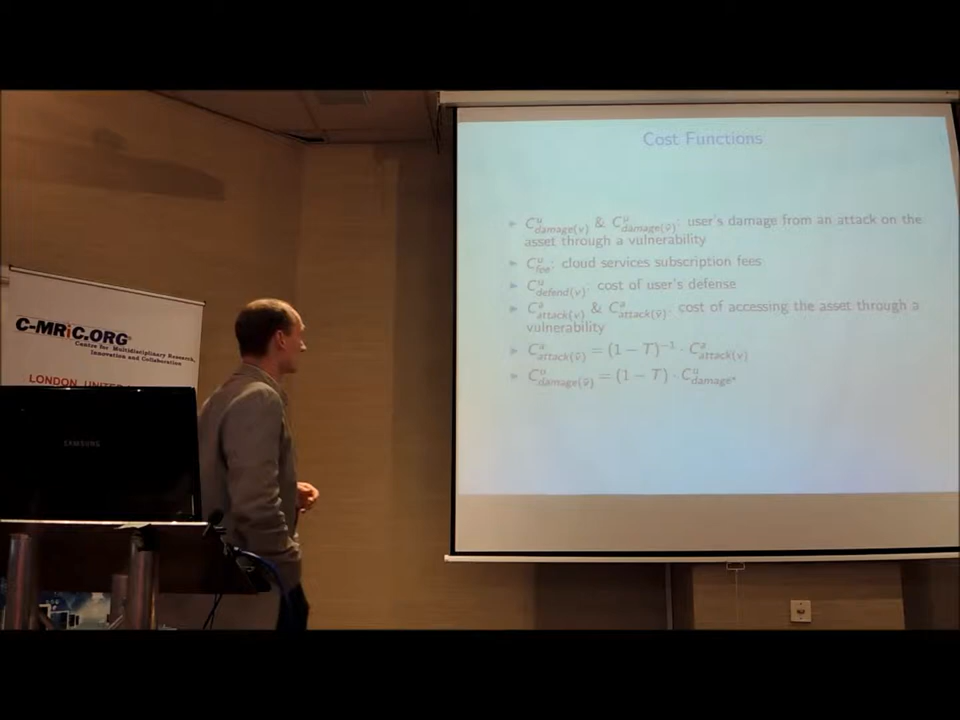 Cost Functions
▸ C^u_damage(v) & C^u_damage(v̄): user's damage from an attack on the
asset through a vulnerability
▸ C^u_fee: cloud services subscription fees
▸ C^u_defend(v): cost of user's defense
▸ C^a_attack(v) & C^a_attack(v̄): cost of accessing the asset through a
vulnerability
▸ C^a_attack(v̄) = (1 − T)^−1 · C^a_attack(v)
▸ C^u_damage(v̄) = (1 − T) · C^u_damage*
C-MRiC.ORG
Centre for Multidisciplinary Research,
Innovation and Collaboration
LONDON
SAMSUNG